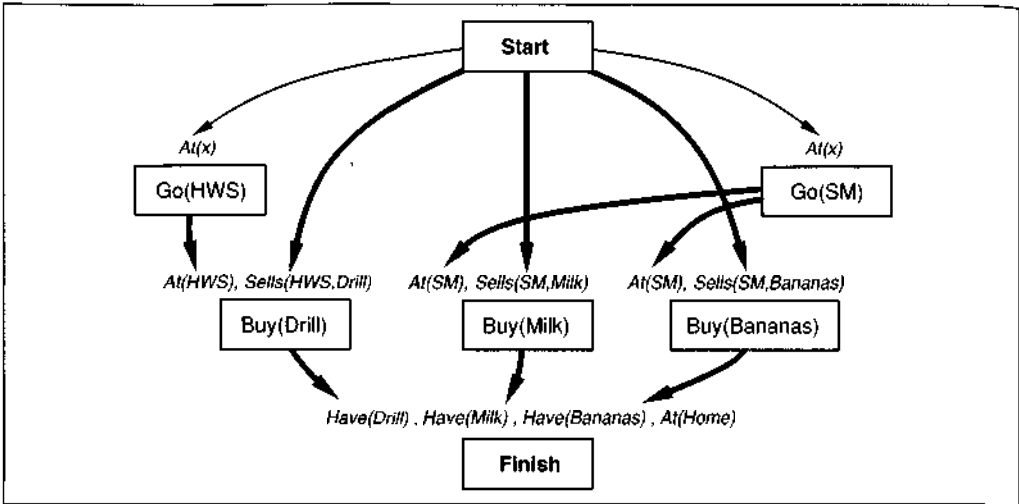 Start
At(x) At(x)
Go(HWS) Go(SM)
At(HWS), Sells(HWS,Drill) At(SM), Sells(SM,Milk) At(SM), Sells(SM,Bananas)
Buy(Drill) Buy(Milk) Buy(Bananas)
Have(Drill) , Have(Milk) , Have(Bananas) , At(Home)
Finish